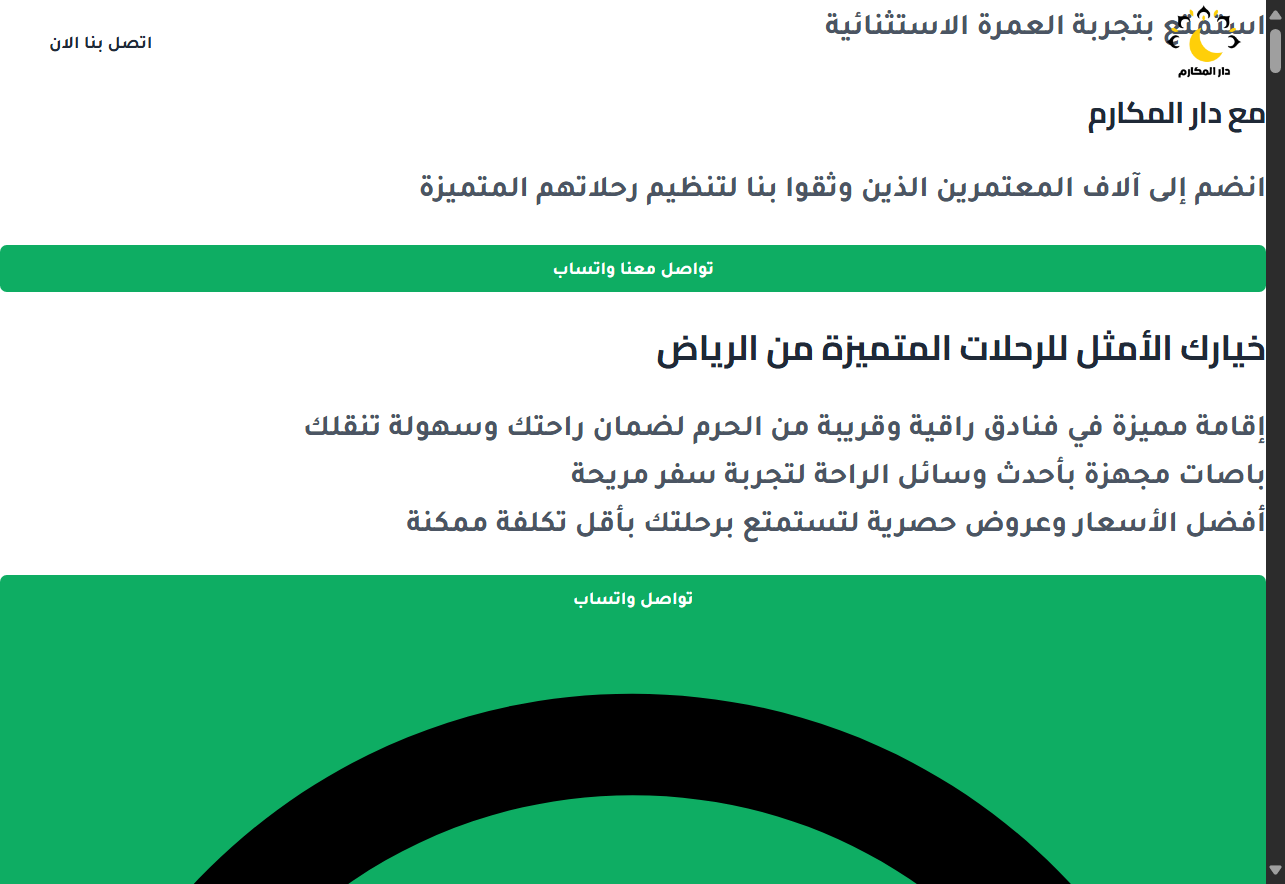 استمتع بتجربة العمرة الاستثنائية
دار المكارم
اتصل بنا الان
مع دار المكارم
انضم إلى آلاف المعتمرين الذين وثقوا بنا لتنظيم رحلاتهم المتميزة
تواصل معنا واتساب
خيارك الأمثل للرحلات المتميزة من الرياض
إقامة مميزة في فنادق راقية وقريبة من الحرم لضمان راحتك وسهولة تنقلك
باصات مجهزة بأحدث وسائل الراحة لتجربة سفر مريحة
أفضل الأسعار وعروض حصرية لتستمتع برحلتك بأقل تكلفة ممكنة
تواصل واتساب